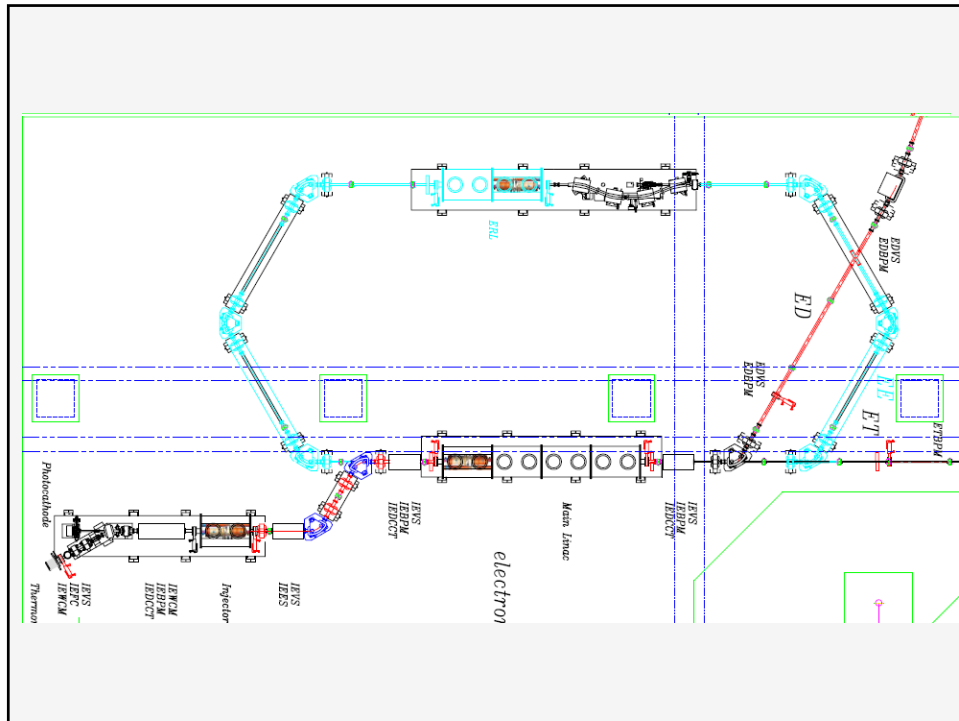 ERL
EDVS
EDBPM
ED
EDVS
EDBPM
EE
ET
ETBPM
Photocathode
IEVS
IEBPM
IEDCCT
Main Linac
IEVS
IEBPM
IEDCCT
electron
Thermo
IEVS
IEFC
IEWCM
IEWCM
IEBPM
IEDCCT
Injector
IEVS
IEES